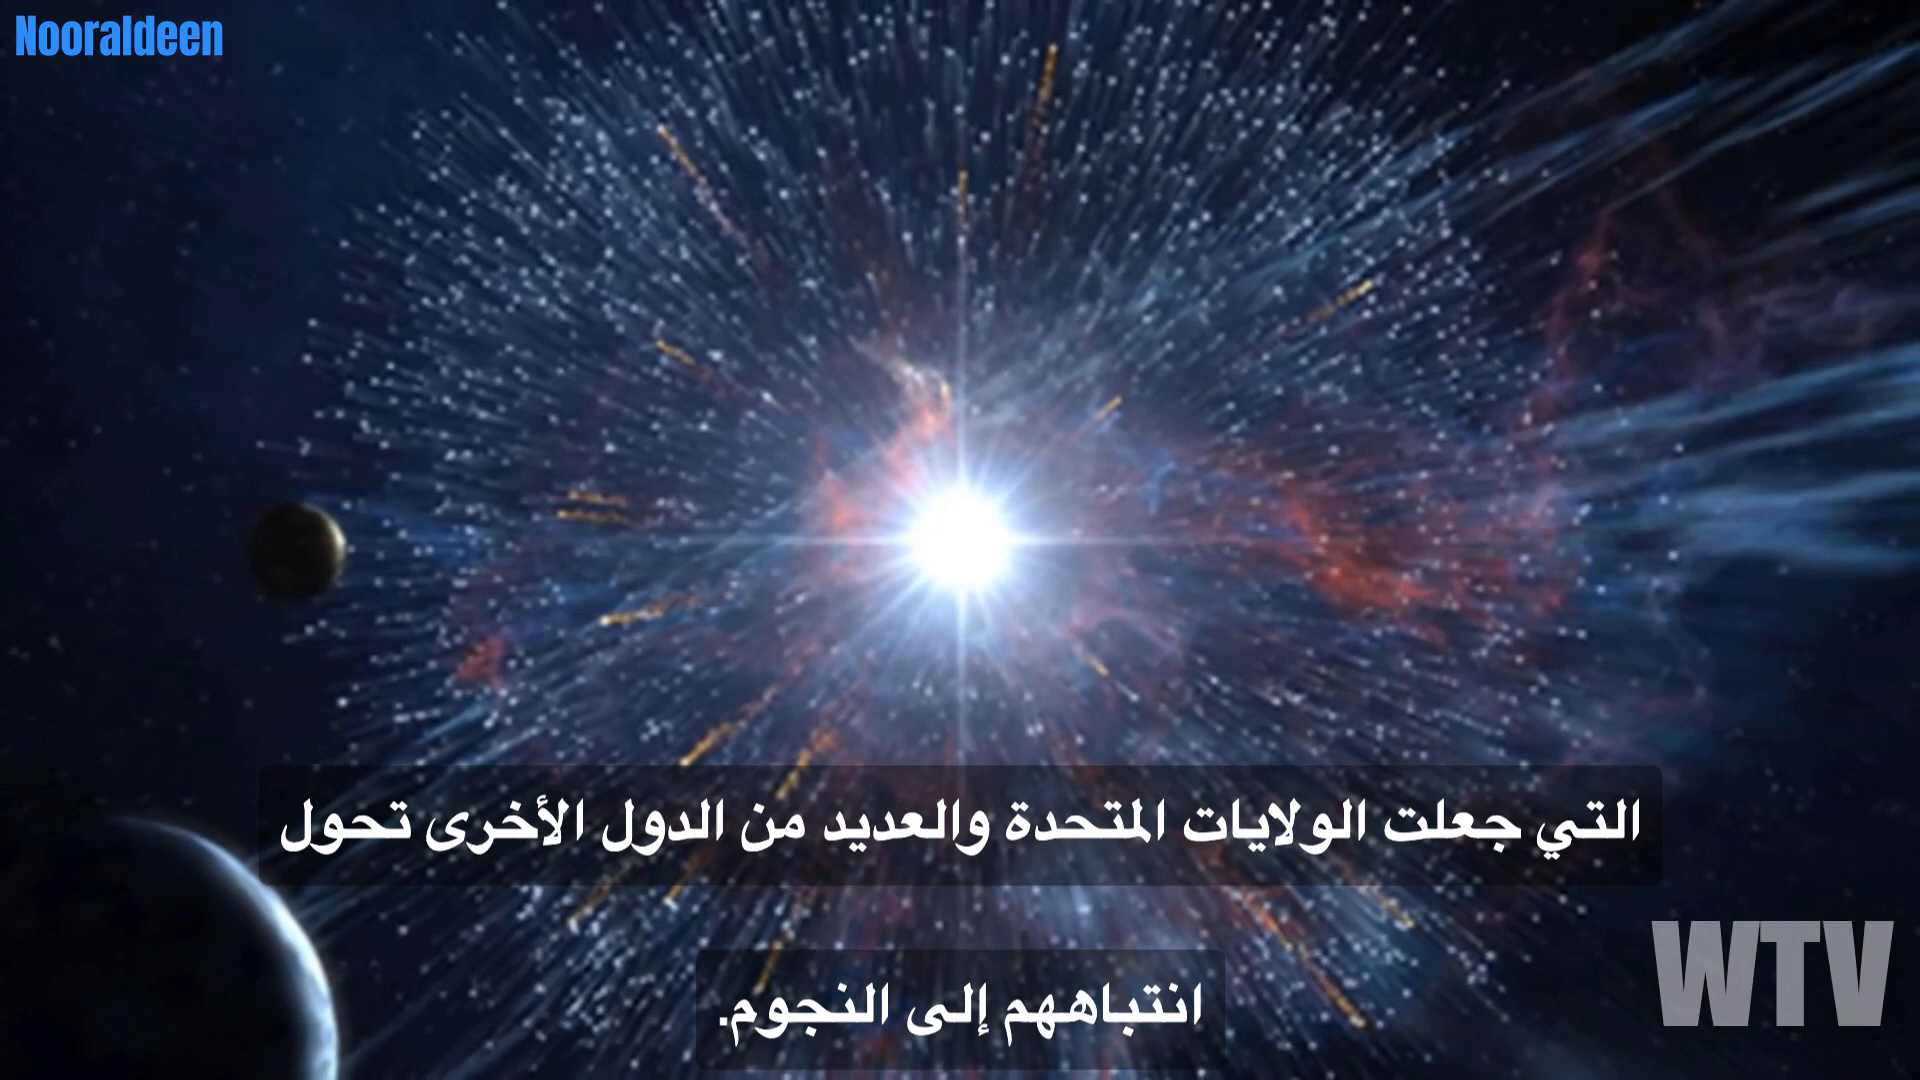 Nooraldeen
التي جعلت الولايات المتحدة والعديد من الدول الأخرى تحول
انتباههم إلى النجوم.
WTV